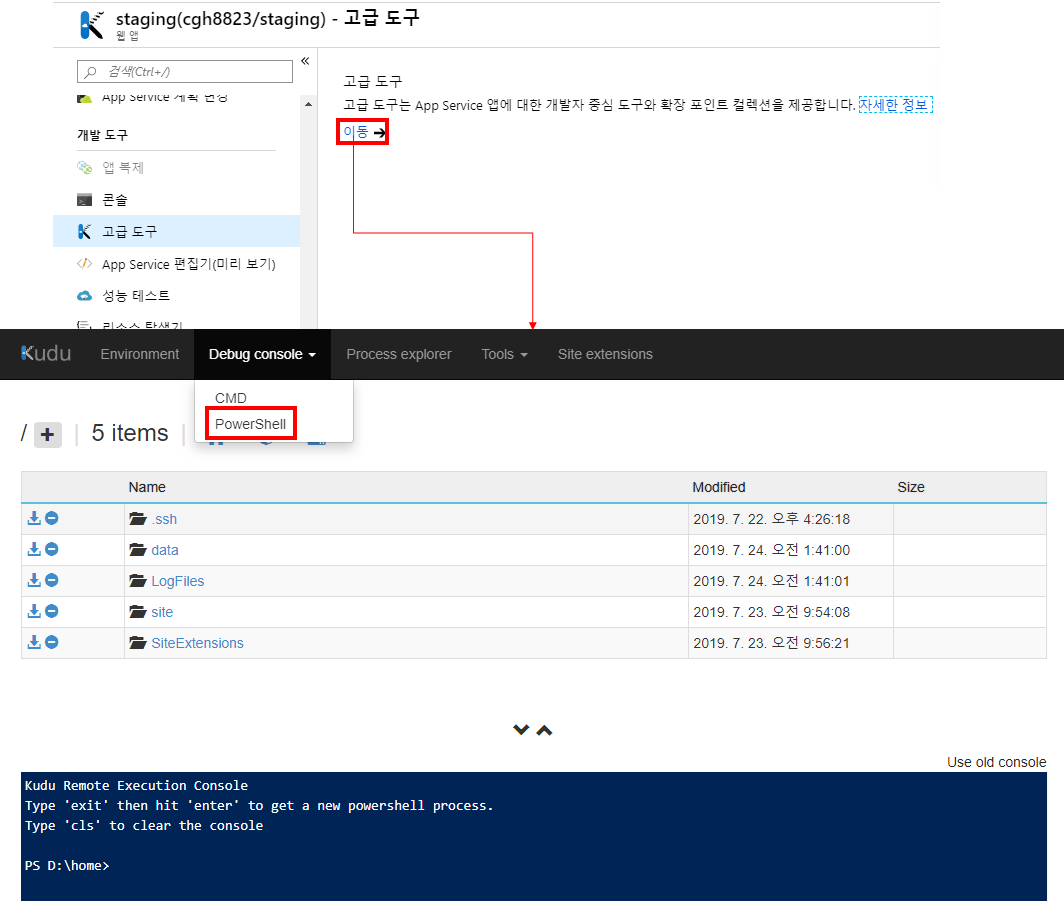 staging(cgh8823/staging) - 고급 도구
웹 앱
검색(Ctrl+/)
«
App Service 계획 변경
개발 도구
앱 복제
콘솔
고급 도구
App Service 편집기(미리 보기)
성능 테스트
리소스 탐색기
고급 도구
고급 도구는 App Service 앱에 대한 개발자 중심 도구와 확장 포인트 컬렉션을 제공합니다. 자세한 정보
이동 →
Kudu Environment Debug console Process explorer Tools Site extensions
CMD
PowerShell
/ + | 5 items |
Name Modified Size
.ssh 2019. 7. 22. 오후 4:26:18
data 2019. 7. 24. 오전 1:41:00
LogFiles 2019. 7. 24. 오전 1:41:01
site 2019. 7. 23. 오전 9:54:08
SiteExtensions 2019. 7. 23. 오전 9:56:21
Use old console
Kudu Remote Execution Console
Type 'exit' then hit 'enter' to get a new powershell process.
Type 'cls' to clear the console
PS D:\home>